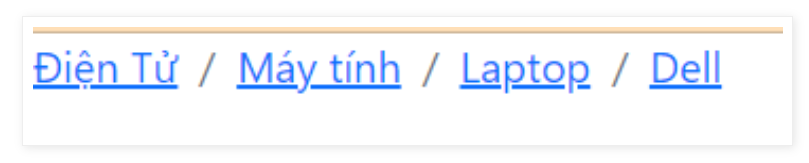 Điện Tử / Máy tính / Laptop / Dell